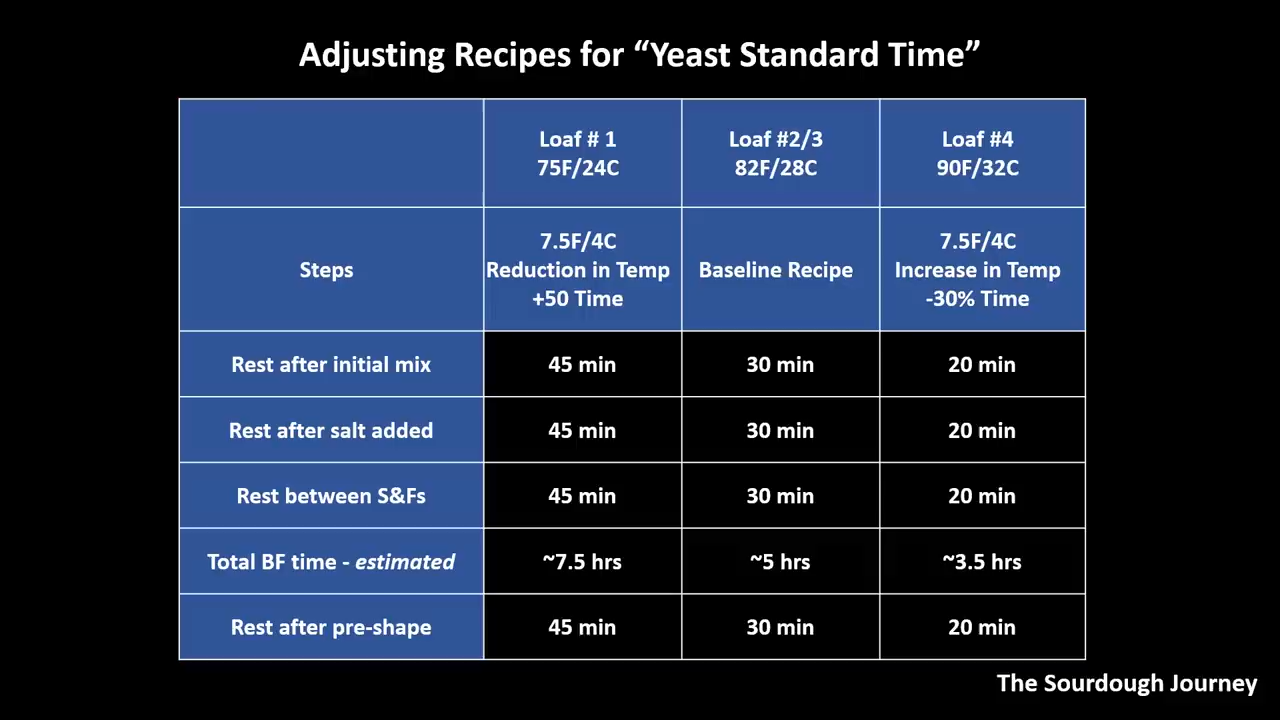 Adjusting Recipes for “Yeast Standard Time”
Loaf # 1
75F/24C
Loaf #2/3
82F/28C
Loaf #4
90F/32C
Steps
7.5F/4C
Reduction in Temp
+50 Time
Baseline Recipe
7.5F/4C
Increase in Temp
-30% Time
Rest after initial mix
45 min
30 min
20 min
Rest after salt added
45 min
30 min
20 min
Rest between S&Fs
45 min
30 min
20 min
Total BF time - estimated
~7.5 hrs
~5 hrs
~3.5 hrs
Rest after pre-shape
45 min
30 min
20 min
The Sourdough Journey